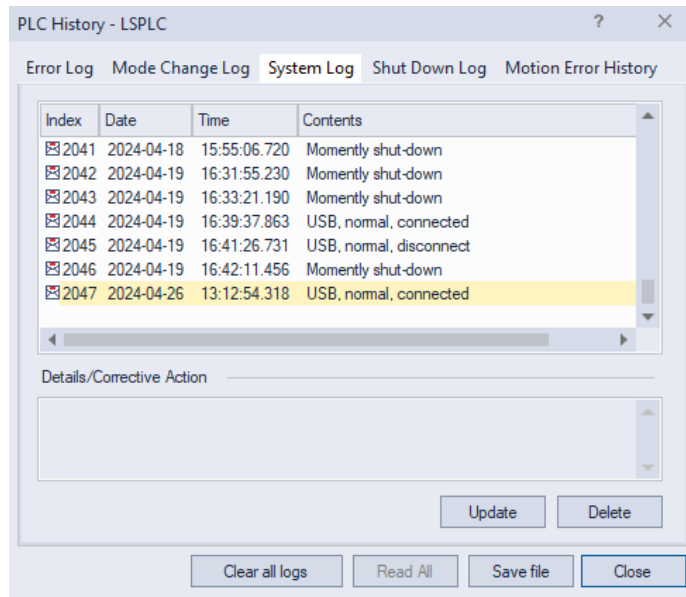 PLC History - LSPLC ? ×
Error Log Mode Change Log System Log Shut Down Log Motion Error History
Index Date Time Contents
2041 2024-04-18 15:55:06.720 Momently shut-down
2042 2024-04-19 16:31:55.230 Momently shut-down
2043 2024-04-19 16:33:21.190 Momently shut-down
2044 2024-04-19 16:39:37.863 USB, normal, connected
2045 2024-04-19 16:41:26.731 USB, normal, disconnect
2046 2024-04-19 16:42:11.456 Momently shut-down
2047 2024-04-26 13:12:54.318 USB, normal, connected
Details/Corrective Action
Update Delete
Clear all logs Read All Save file Close